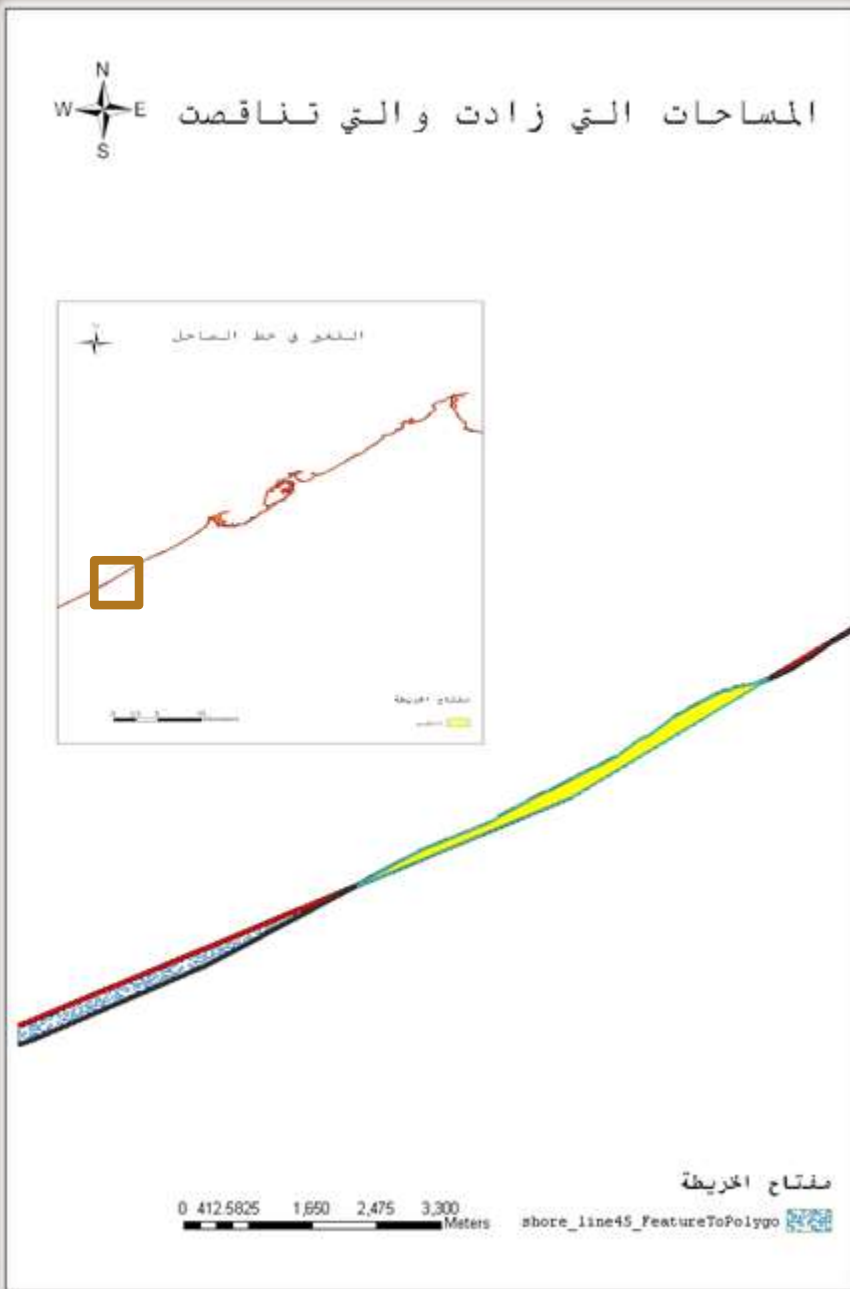 N
W E
S
المساحات التي زادت والتي تناقصت
التغير في خط الساحل
مفتاح الخريطة
مفتاح الخريطة
0 412.5825 1,650 2,475 3,300
Meters
shore_line45_FeatureToPolygo